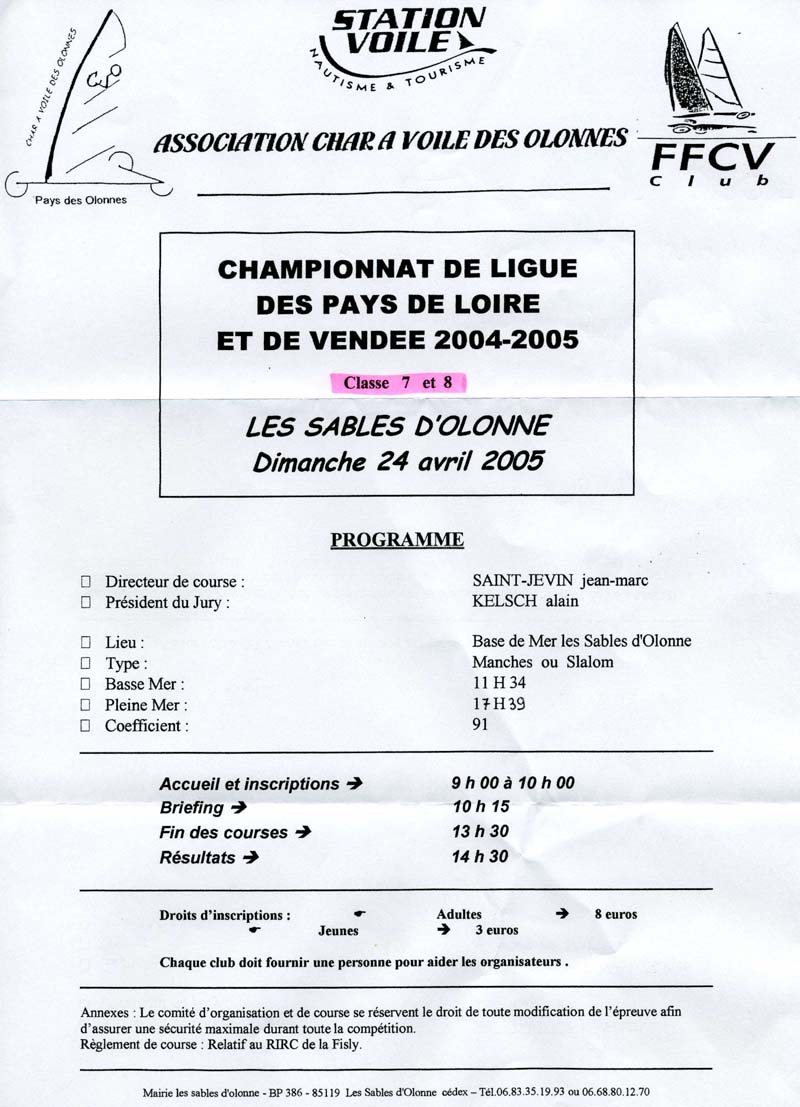 STATION
VOILE
NAUTISME & TOURISME
CHAR A VOILE DES OLONNES
Pays des Olonnes
ASSOCIATION CHAR A VOILE DES OLONNES
FFCV
Club
CHAMPIONNAT DE LIGUE
DES PAYS DE LOIRE
ET DE VENDEE 2004-2005
Classe 7 et 8
LES SABLES D'OLONNE
Dimanche 24 avril 2005
PROGRAMME
Directeur de course : SAINT-JEVIN jean-marc
Président du Jury : KELSCH alain
Lieu : Base de Mer les Sables d'Olonne
Type : Manches ou Slalom
Basse Mer : 11 H 34
Pleine Mer : 17 H 39
Coefficient : 91
Accueil et inscriptions ➔ 9 h 00 à 10 h 00
Briefing ➔ 10 h 15
Fin des courses ➔ 13 h 30
Résultats ➔ 14 h 30
Droits d'inscriptions : ☛ Adultes ➔ 8 euros
☛ Jeunes ➔ 3 euros
Chaque club doit fournir une personne pour aider les organisateurs .
Annexes : Le comité d'organisation et de course se réservent le droit de toute modification de l'épreuve afin
d'assurer une sécurité maximale durant toute la compétition.
Règlement de course : Relatif au RIRC de la Fisly.
Mairie les sables d'olonne - BP 386 - 85119 Les Sables d'Olonne cédex – Tél.06.83.35.19.93 ou 06.68.80.12.70